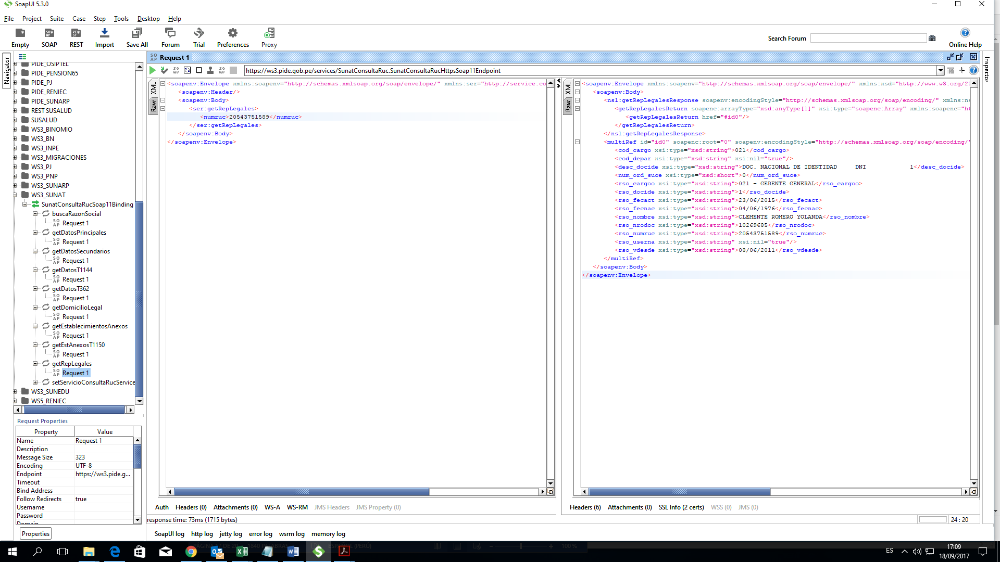 SoapUI 5.3.0
File Project Suite Case Step Tools Desktop Help
Empty SOAP REST Import Save All Forum Trial Preferences Proxy
Search Forum
Online Help
Navigator
Inspector
PIDE_OSIPTEL
PIDE_PENSION65
PIDE_PJ
PIDE_RENIEC
PIDE_SUNARP
REST SUSALUD
SUSALUD
WS3_BINOMIO
WS3_BN
WS3_INPE
WS3_MIGRACIONES
WS3_PJ
WS3_PNP
WS3_SUNARP
WS3_SUNAT
SunatConsultaRucSoap11Binding
buscaRazonSocial
Request 1
getDatosPrincipales
Request 1
getDatosSecundarios
Request 1
getDatosT1144
Request 1
getDatosT362
Request 1
getDomicilioLegal
Request 1
getEstablecimientosAnexos
Request 1
getEstAnexosT1150
Request 1
getRepLegales
Request 1
setServicioConsultaRucService
WS3_SUNEDU
WS5_RENIEC
Request Properties
Property Value
Name Request 1
Description
Message Size 323
Encoding UTF-8
Endpoint https://ws3.pide.g...
Timeout
Bind Address
Follow Redirects true
Username
Password
Domain
Properties
Request 1
https://ws3.pide.gob.pe/services/SunatConsultaRuc.SunatConsultaRucHttpsSoap11Endpoint
XML
Raw
<soapenv:Envelope xmlns:soapenv="http://schemas.xmlsoap.org/soap/envelope/" xmlns:ser="http://service.co
<soapenv:Header/>
<soapenv:Body>
<ser:getRepLegales>
<numruc>20543751589</numruc>
</ser:getRepLegales>
</soapenv:Body>
</soapenv:Envelope>
XML
Raw
<soapenv:Envelope xmlns:soapenv="http://schemas.xmlsoap.org/soap/envelope/" xmlns:xsd="http://www.w3.org/20
<soapenv:Body>
<ns1:getRepLegalesResponse soapenv:encodingStyle="http://schemas.xmlsoap.org/soap/encoding/" xmlns:ns
<getRepLegalesReturn soapenc:arrayType="xsd:anyType[1]" xsi:type="soapenc:Array" xmlns:soapenc="ht
<getRepLegalesReturn href="#id0"/>
</getRepLegalesReturn>
</ns1:getRepLegalesResponse>
<multiRef id="id0" soapenc:root="0" soapenv:encodingStyle="http://schemas.xmlsoap.org/soap/encoding/"
<cod_cargo xsi:type="xsd:string">021</cod_cargo>
<cod_depar xsi:type="xsd:string" xsi:nil="true"/>
<desc_docide xsi:type="xsd:string">DOC. NACIONAL DE IDENTIDAD DNI 1</desc_docide>
<num_ord_suce xsi:type="xsd:short">0</num_ord_suce>
<rso_cargoo xsi:type="xsd:string">021 - GERENTE GENERAL</rso_cargoo>
<rso_docide xsi:type="xsd:string">1</rso_docide>
<rso_fecact xsi:type="xsd:string">23/06/2015</rso_fecact>
<rso_fecnac xsi:type="xsd:string">04/06/1976</rso_fecnac>
<rso_nombre xsi:type="xsd:string">CLEMENTE ROMERO YOLANDA</rso_nombre>
<rso_nrodoc xsi:type="xsd:string">10269685</rso_nrodoc>
<rso_numruc xsi:type="xsd:string">20543751589</rso_numruc>
<rso_userna xsi:type="xsd:string" xsi:nil="true"/>
<rso_vdesde xsi:type="xsd:string">08/06/2011</rso_vdesde>
</multiRef>
</soapenv:Body>
</soapenv:Envelope>
Auth Headers (0) Attachments (0) WS-A WS-RM JMS Headers JMS Property (0)
Headers (6) Attachments (0) SSL Info (2 certs) WSS (0) JMS (0)
response time: 73ms (1715 bytes)
24 : 20
SoapUI log http log jetty log error log wsrm log memory log
ES
17:09
18/09/2017